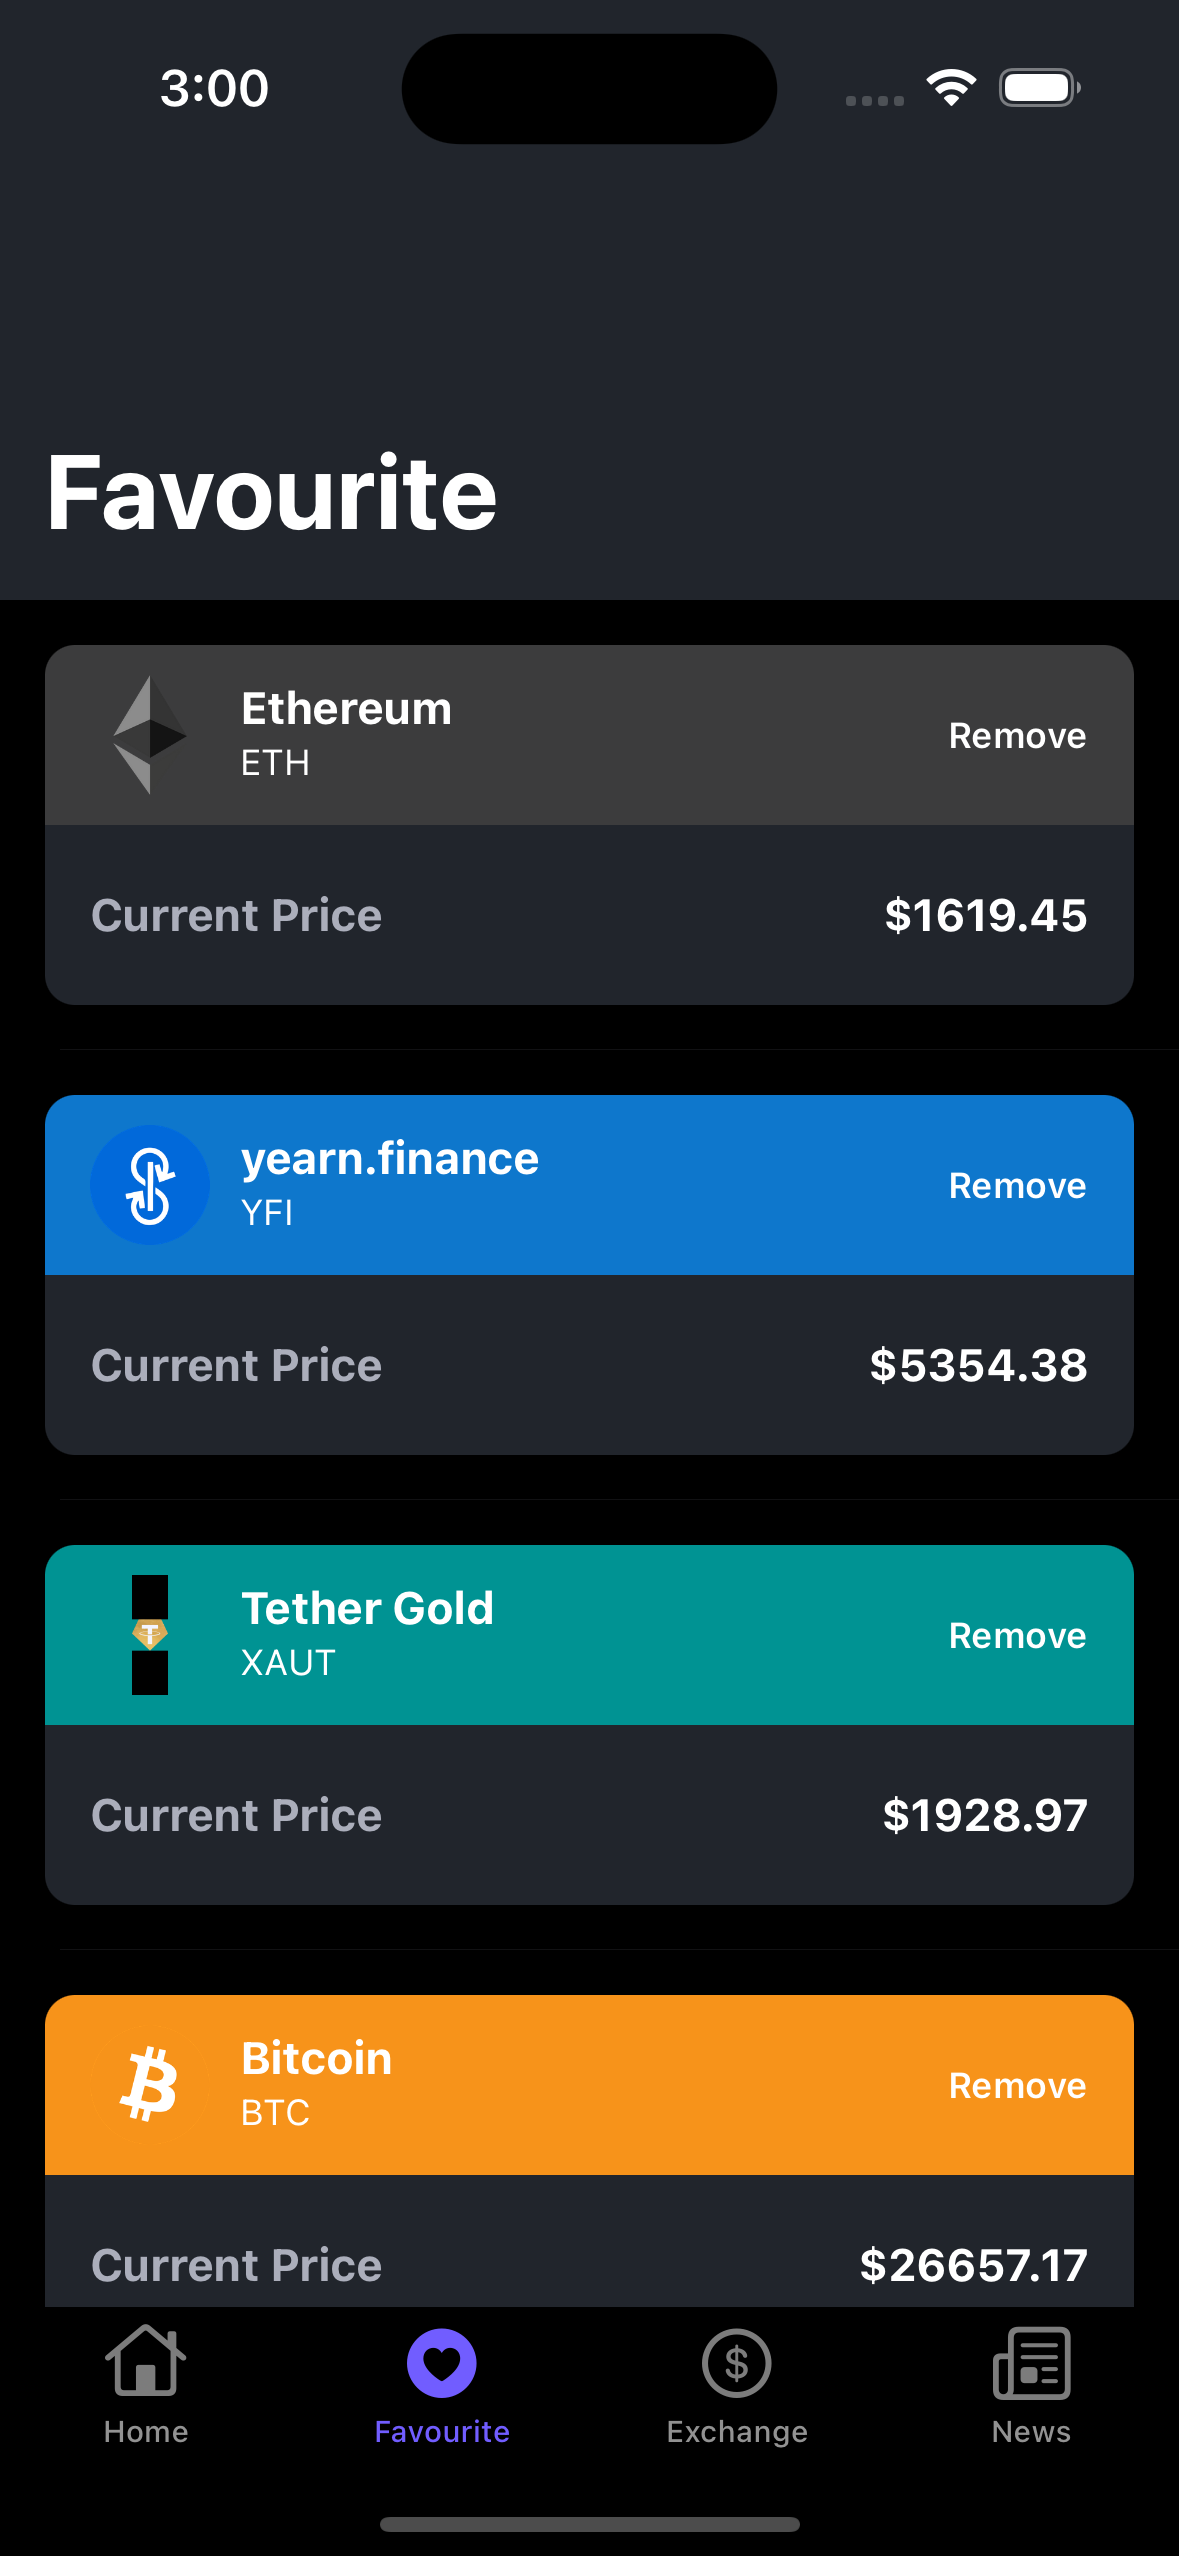 3:00
Favourite
Ethereum
ETH
Remove
Current Price
$1619.45
yearn.finance
YFI
Remove
Current Price
$5354.38
Tether Gold
XAUT
Remove
Current Price
$1928.97
Bitcoin
BTC
Remove
Current Price
$26657.17
Home
Favourite
Exchange
News